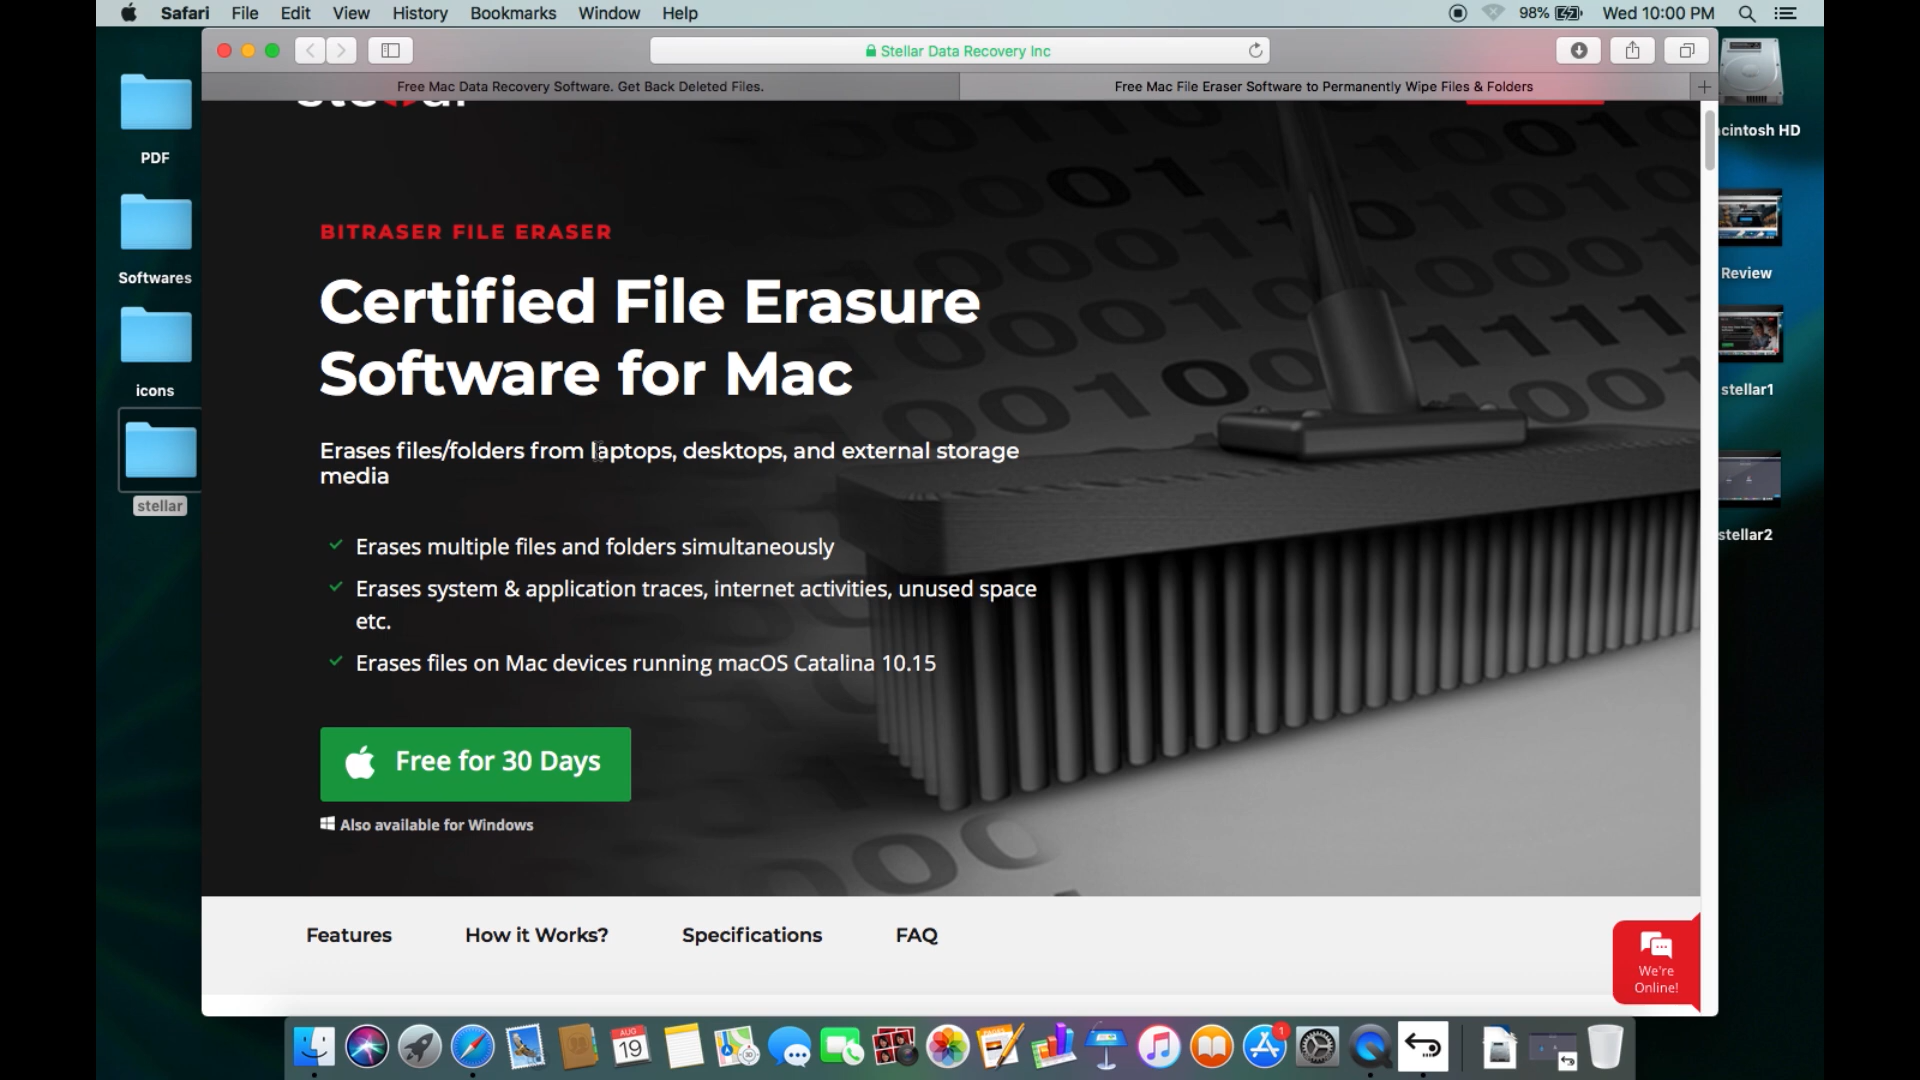 Safari File Edit View History Bookmarks Window Help
98% Wed 10:00 PM
Stellar Data Recovery Inc
Free Mac Data Recovery Software. Get Back Deleted Files.
Free Mac File Eraser Software to Permanently Wipe Files & Folders
PDF
Softwares
icons
stellar
cintosh HD
Review
stellar1
stellar2
BITRASER FILE ERASER
Certified File Erasure
Software for Mac
Erases files/folders from laptops, desktops, and external storage
media
Erases multiple files and folders simultaneously
Erases system & application traces, internet activities, unused space
etc.
Erases files on Mac devices running macOS Catalina 10.15
Free for 30 Days
Also available for Windows
Features How it Works? Specifications FAQ
We're
Online!
AUG
19
1